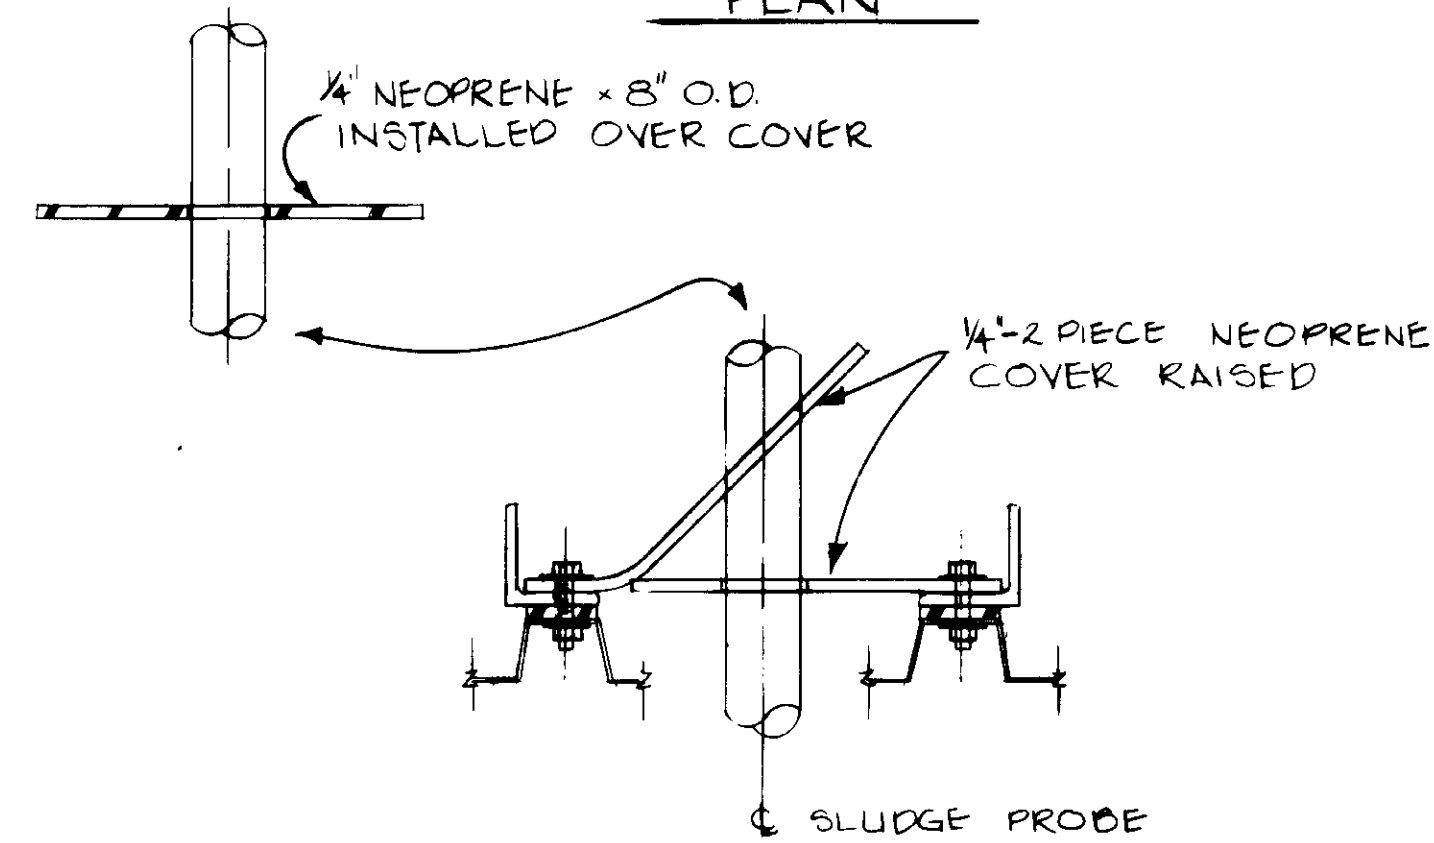 PLAN
1/4" NEOPRENE × 8" O.D.
INSTALLED OVER COVER
1/4"-2 PIECE NEOPRENE
COVER RAISED
℄ SLUDGE PROBE